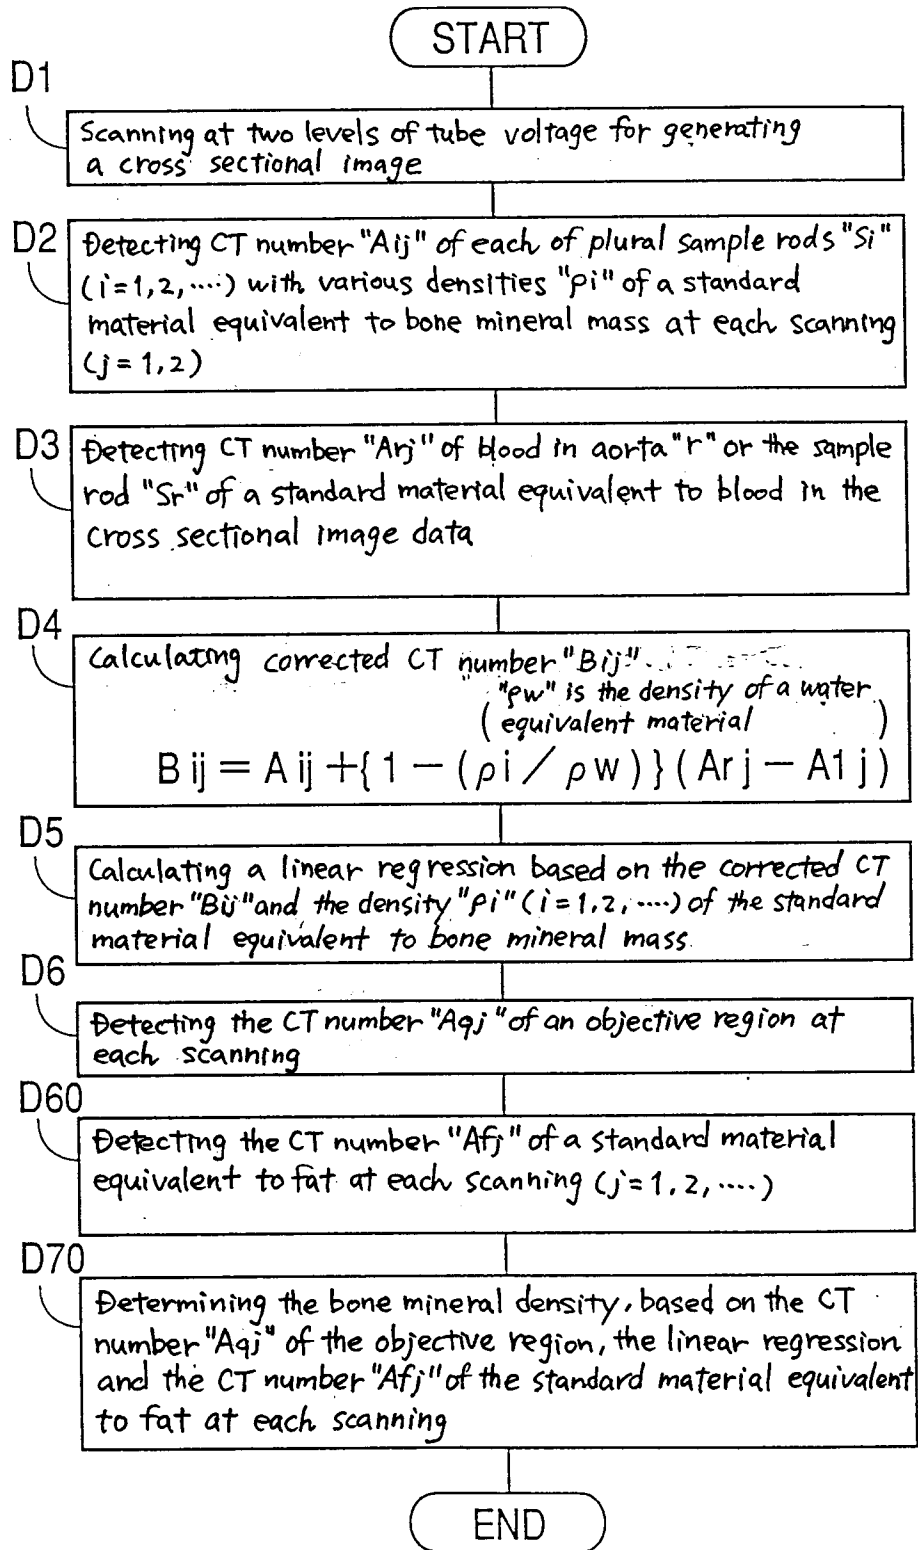 START
D1
Scanning at two levels of tube voltage for generating
a cross sectional image
D2
Detecting CT number "Aij" of each of plural sample rods "Si"
(i=1,2,····) with various densities "ρi" of a standard
material equivalent to bone mineral mass at each scanning
(j=1,2)
D3
Detecting CT number "Arj" of blood in aorta "r" or the sample
rod "Sr" of a standard material equivalent to blood in the
cross sectional image data
D4
Calculating corrected CT number "Bij"
"ρw" is the density of a water
( equivalent material )
Bij=Aij+{1-(ρi/ρw)}(Arj-A1j)
D5
Calculating a linear regression based on the corrected CT
number "Bij" and the density "ρi" (i=1,2,····) of the standard
material equivalent to bone mineral mass
D6
Detecting the CT number "Aqj" of an objective region at
each scanning
D60
Detecting the CT number "Afj" of a standard material
equivalent to fat at each scanning (j=1,2,····)
D70
Determining the bone mineral density, based on the CT
number "Aqj" of the objective region, the linear regression
and the CT number "Afj" of the standard material equivalent
to fat at each scanning
END